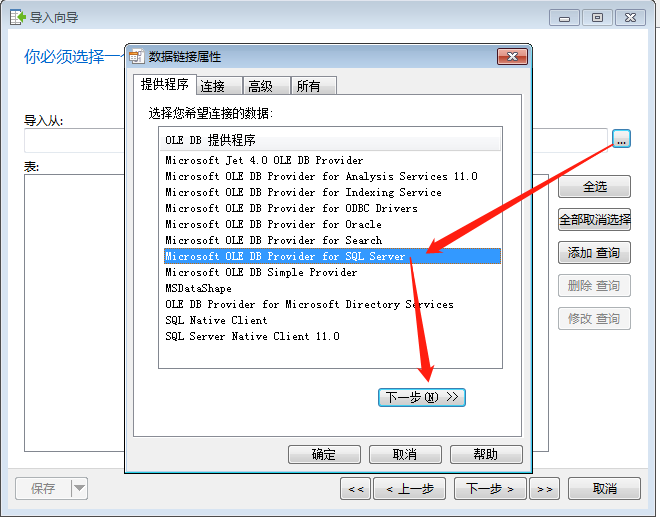 导入向导
你必须选择一
导入从:
...
表:
全选
全部取消选择
添加 查询
删除 查询
修改 查询
数据链接属性
提供程序 连接 高级 所有
选择您希望连接的数据:
OLE DB 提供程序
Microsoft Jet 4.0 OLE DB Provider
Microsoft OLE DB Provider for Analysis Services 11.0
Microsoft OLE DB Provider for Indexing Service
Microsoft OLE DB Provider for ODBC Drivers
Microsoft OLE DB Provider for Oracle
Microsoft OLE DB Provider for Search
Microsoft OLE DB Provider for SQL Server
Microsoft OLE DB Simple Provider
MSDataShape
OLE DB Provider for Microsoft Directory Services
SQL Native Client
SQL Server Native Client 11.0
下一步(N) >>
确定 取消 帮助
保存 << < 上一步 下一步 > >> 取消